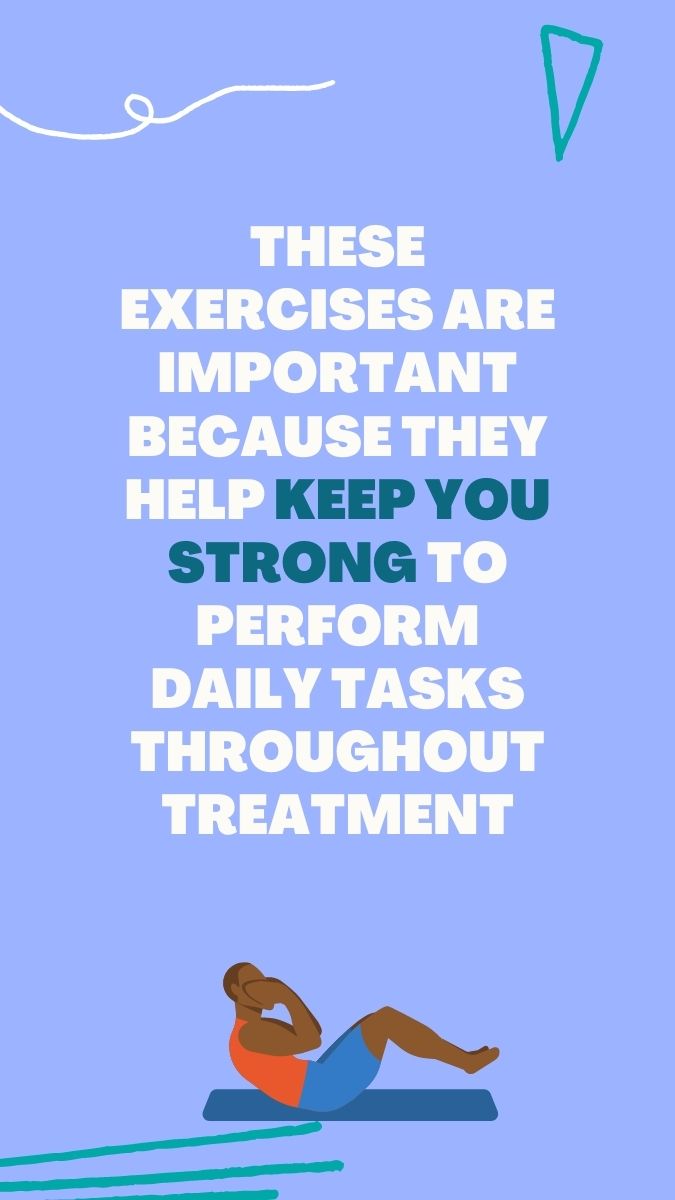 THESE
EXERCISES ARE
IMPORTANT
BECAUSE THEY
HELP KEEP YOU
STRONG TO
PERFORM
DAILY TASKS
THROUGHOUT
TREATMENT